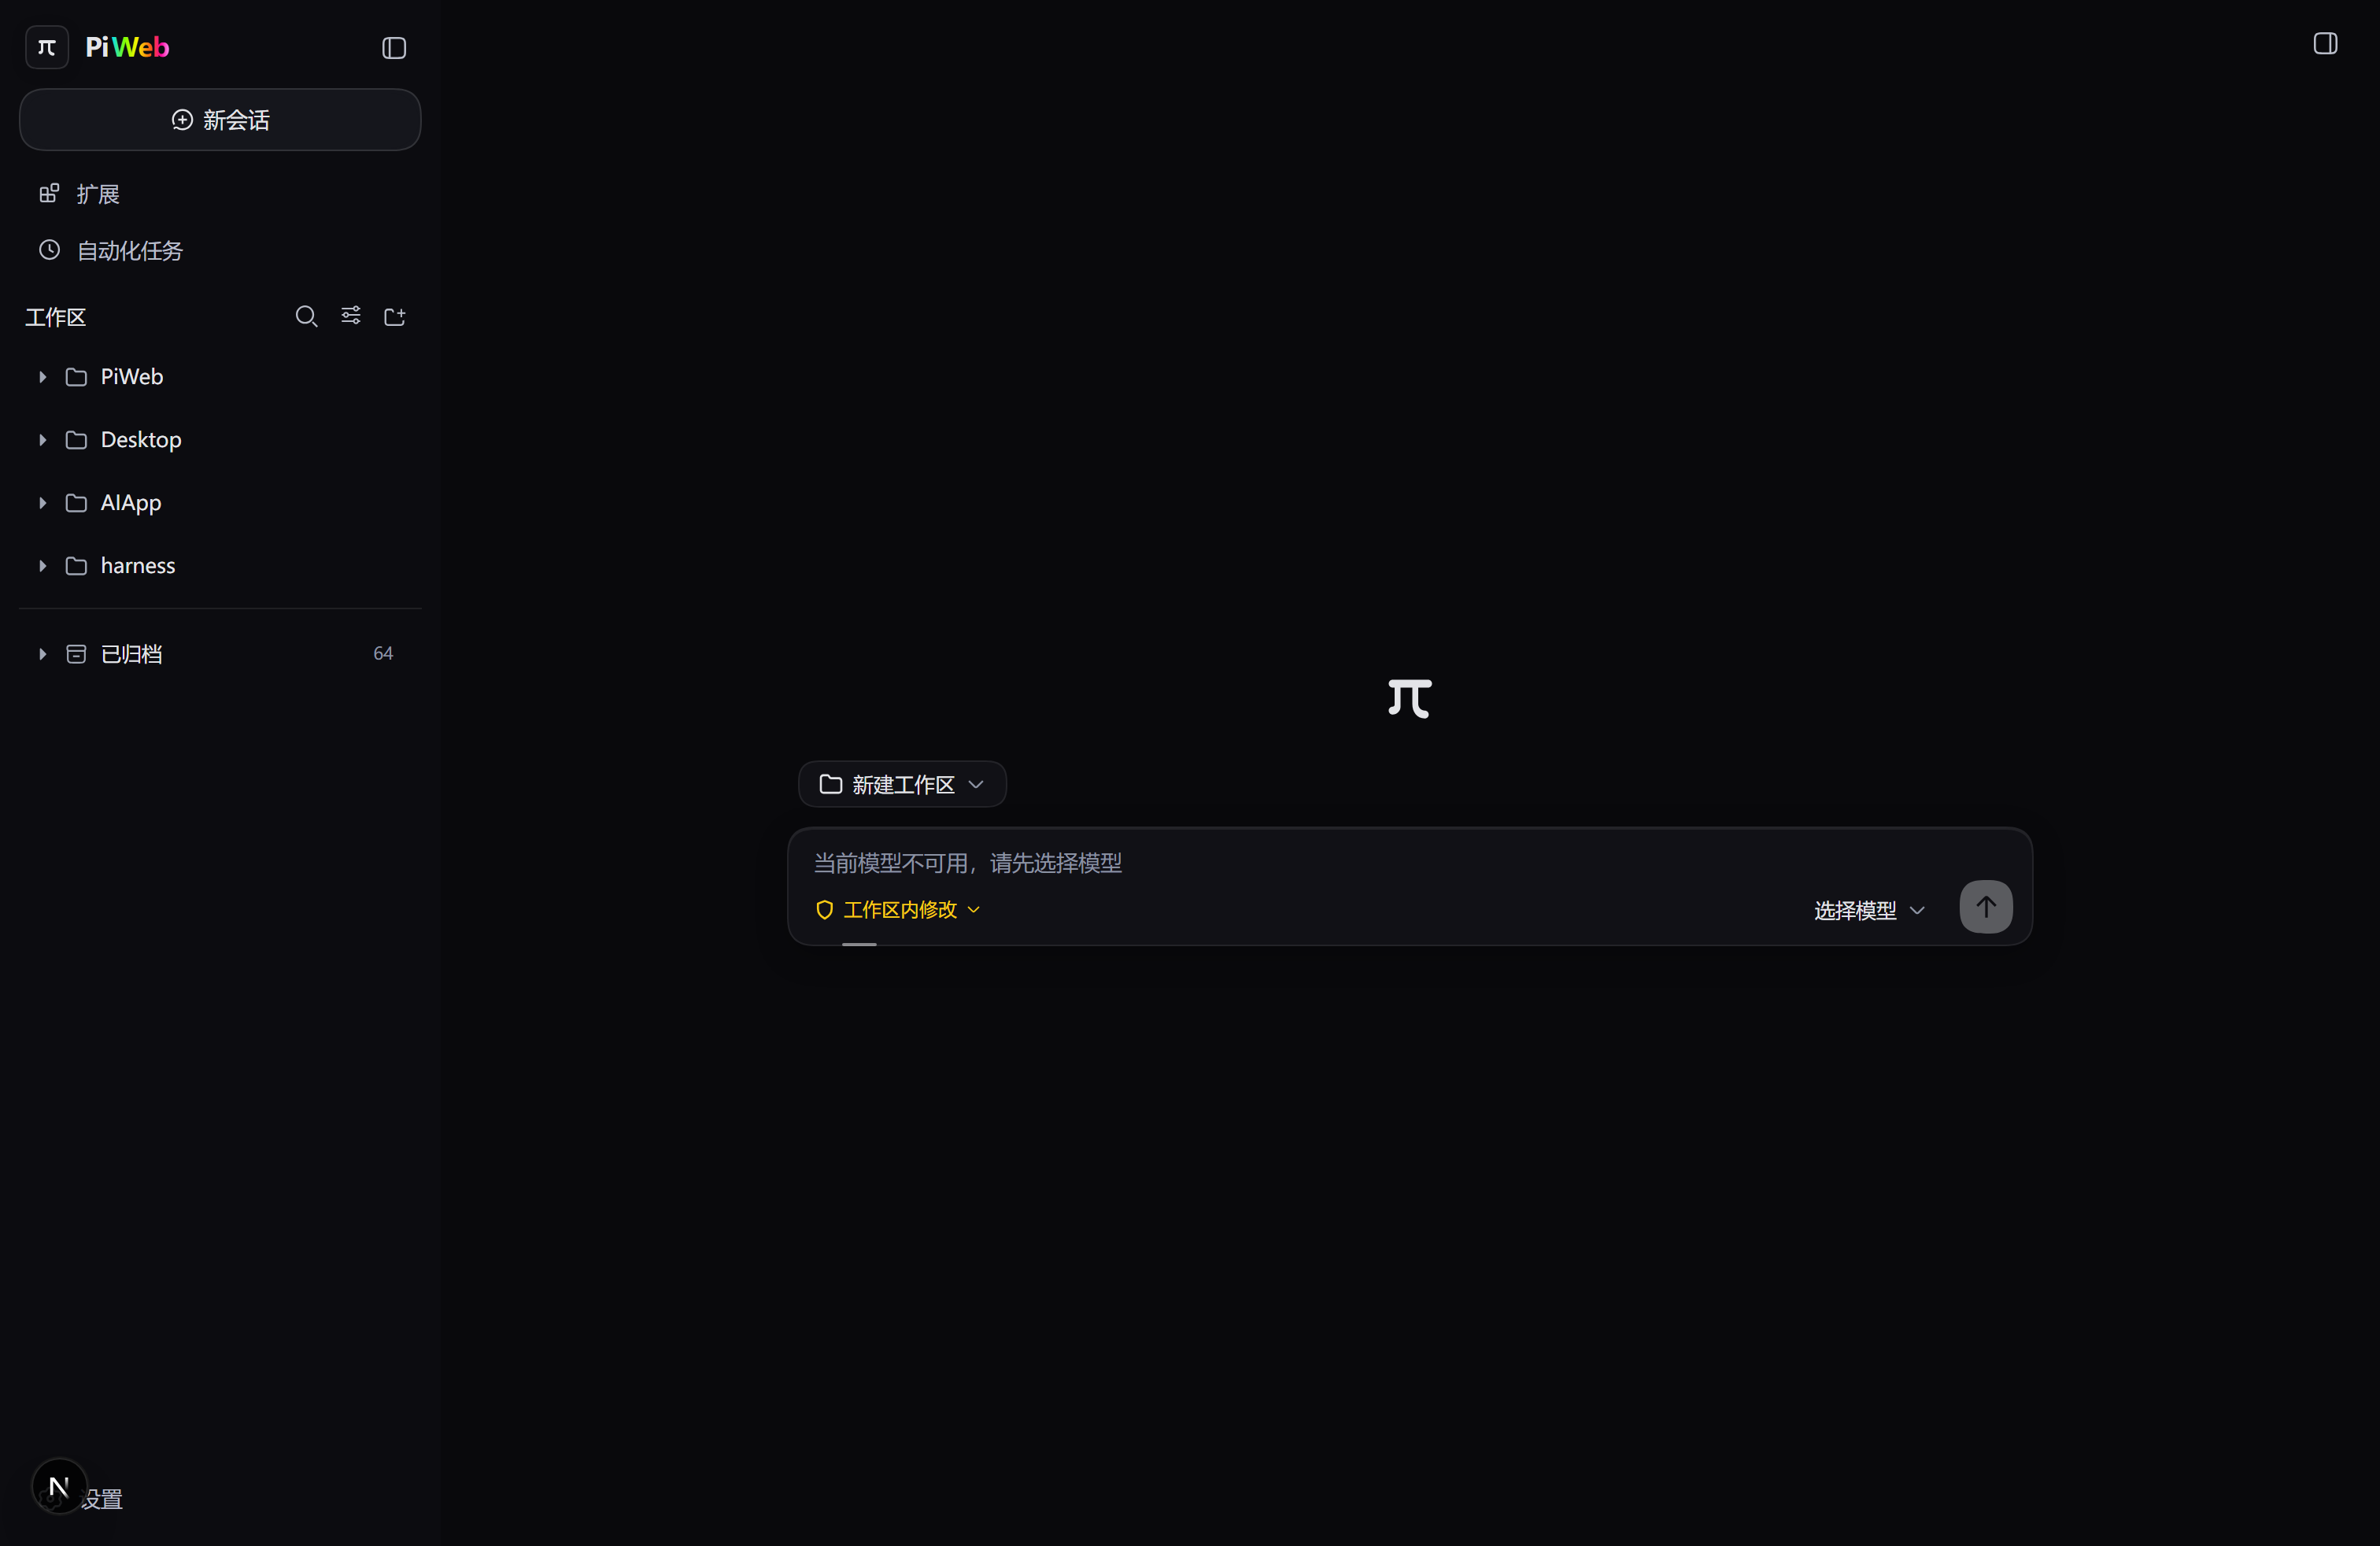 π PiWeb
新会话
扩展
自动化任务
工作区
PiWeb
Desktop
AIApp
harness
已归档 64
π
新建工作区
当前模型不可用，请先选择模型
工作区内修改
选择模型
N 设置